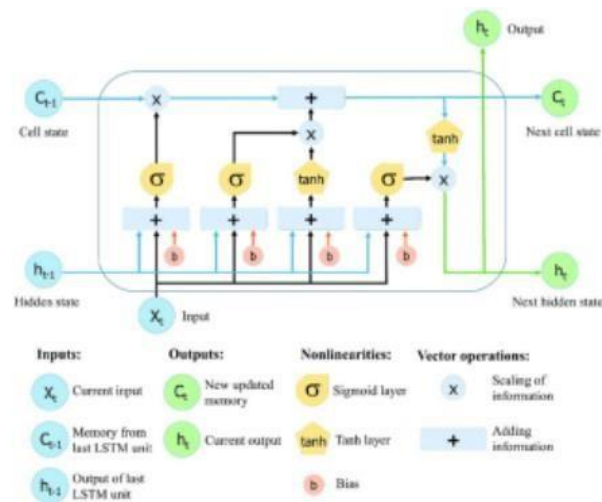 hₜ Output
Cₜ₋₁ x + Cₜ
Cell state Next cell state
x tanh
σ σ tanh σ x
+ + + +
b b b b
hₜ₋₁ hₜ
Hidden state Next hidden state
Xₜ Input
Inputs: Outputs: Nonlinearities: Vector operations:
Xₜ Current input
Cₜ₋₁ Memory from
last LSTM unit
hₜ₋₁ Output of last
LSTM unit
Cₜ New updated
memory
hₜ Current output
σ Sigmoid layer
tanh Tanh layer
b Bias
x Scaling of
information
+ Adding
information